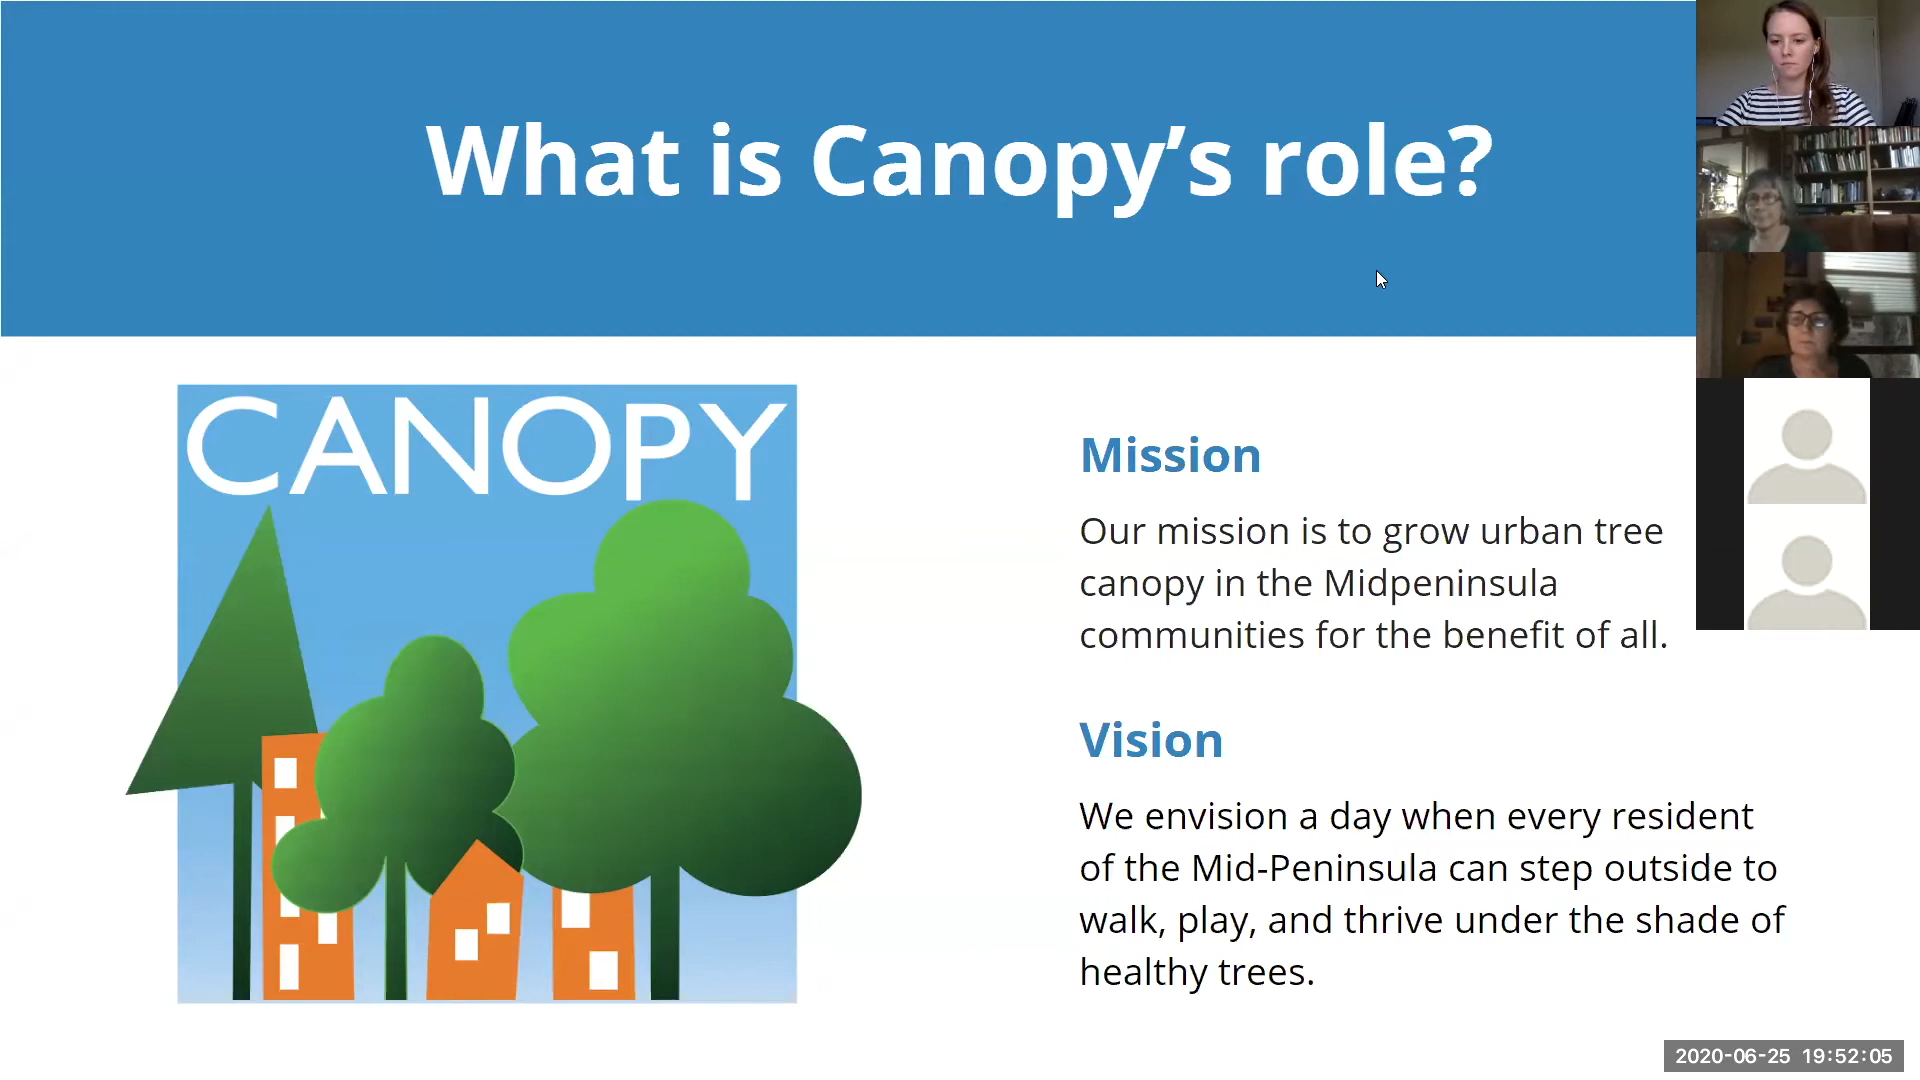 What is Canopy’s role?
CANOPY
Mission
Our mission is to grow urban tree
canopy in the Midpeninsula
communities for the benefit of all.
Vision
We envision a day when every resident
of the Mid-Peninsula can step outside to
walk, play, and thrive under the shade of
healthy trees.
2020-06-25 19:52:05